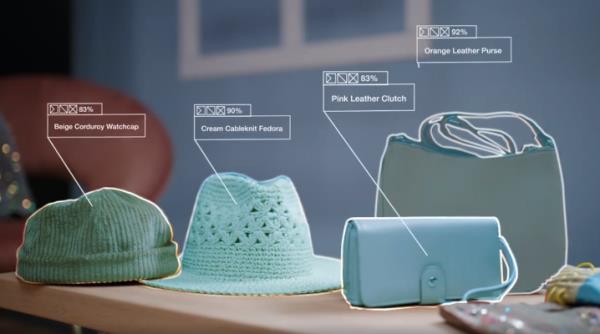 92%
Orange Leather Purse
83%
Pink Leather Clutch
83%
Beige Corduroy Watchcap
90%
Cream Cableknit Fedora